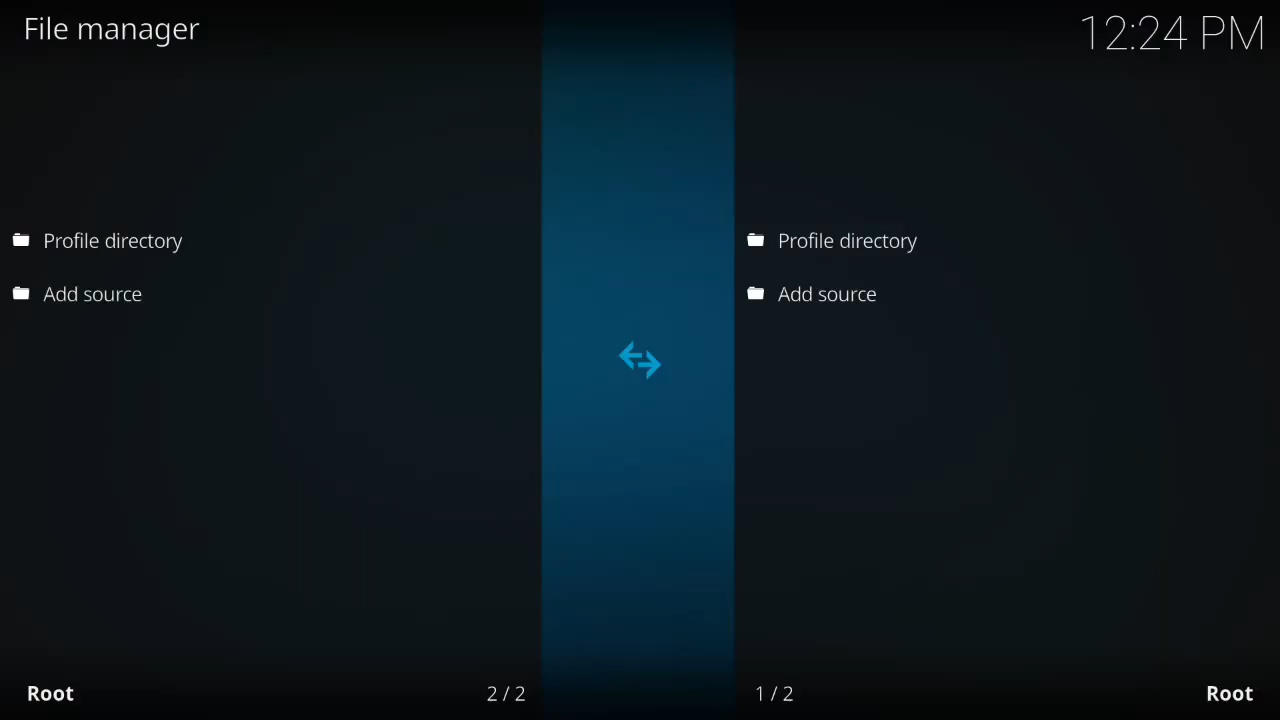 File manager
12:24 PM
Profile directory
Add source
Profile directory
Add source
Root
2 / 2
1 / 2
Root